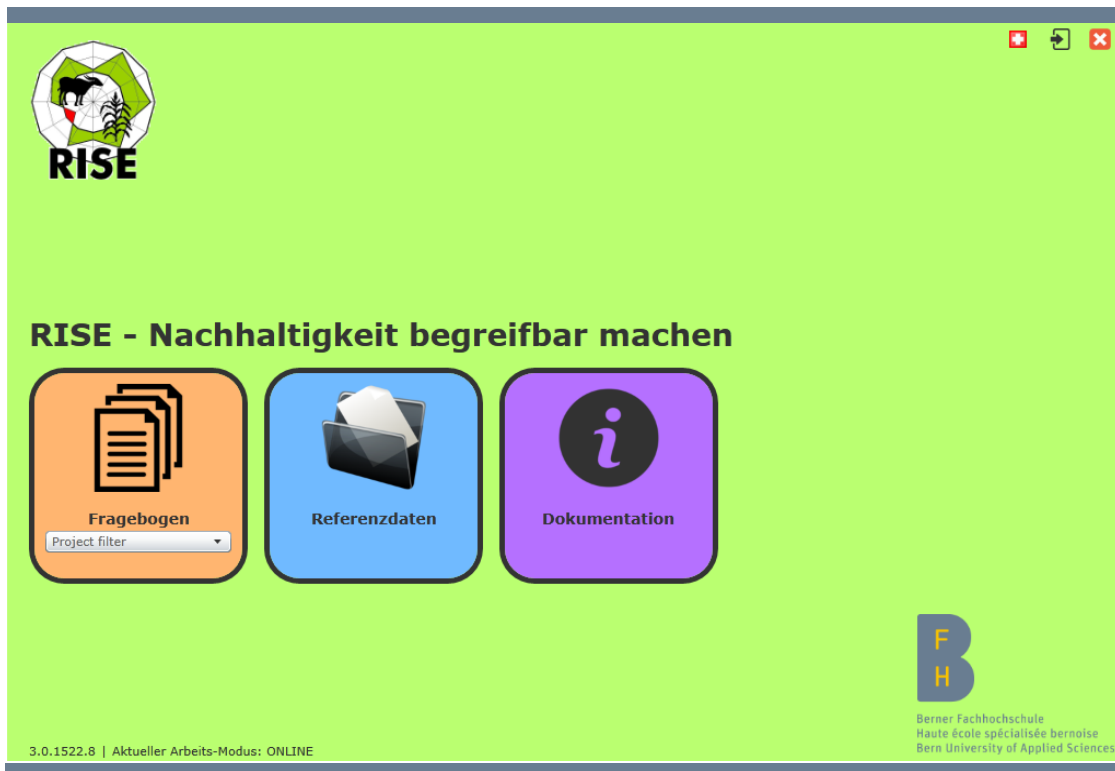 RISE
RISE - Nachhaltigkeit begreifbar machen
Fragebogen
Project filter
Referenzdaten
i
Dokumentation
F
B
H
Berner Fachhochschule
Haute école spécialisée bernoise
Bern University of Applied Sciences
3.0.1522.8 | Aktueller Arbeits-Modus: ONLINE